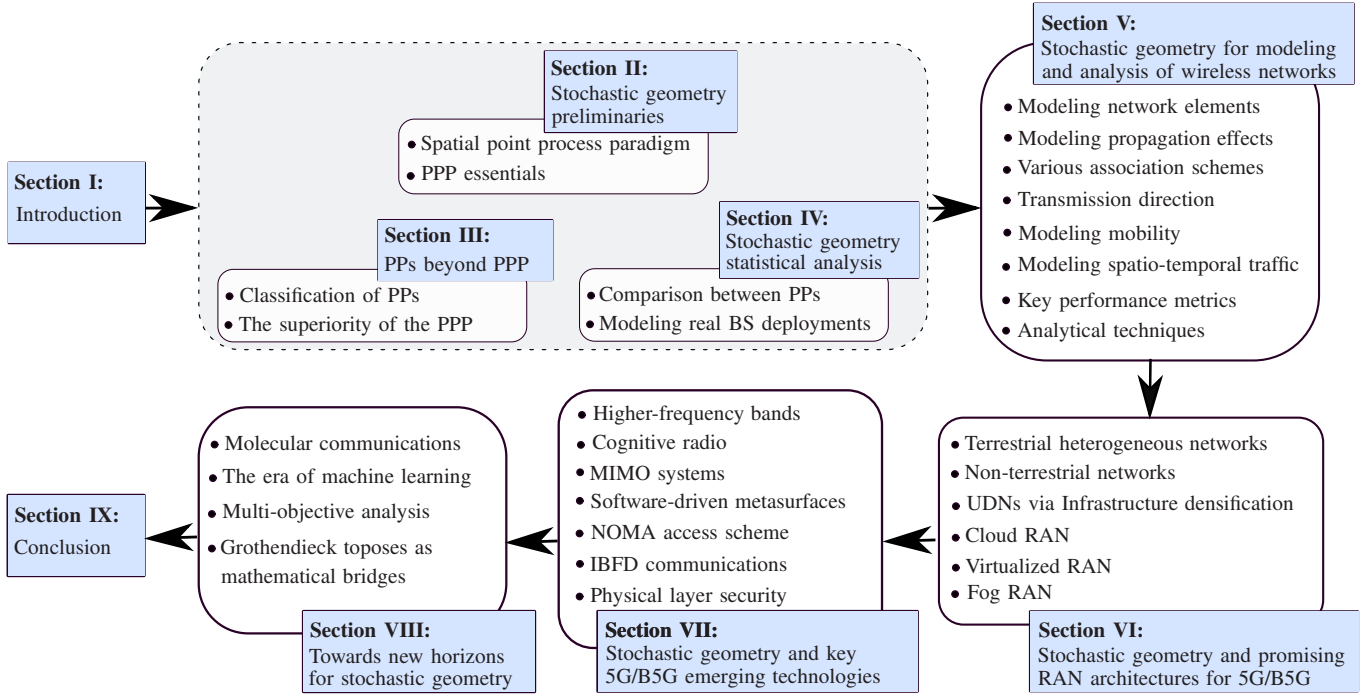 Section I:
Introduction
Section II:
Stochastic geometry
preliminaries
• Spatial point process paradigm
• PPP essentials
Section III:
PPs beyond PPP
• Classification of PPs
• The superiority of the PPP
Section IV:
Stochastic geometry
statistical analysis
• Comparison between PPs
• Modeling real BS deployments
Section V:
Stochastic geometry for modeling
and analysis of wireless networks
• Modeling network elements
• Modeling propagation effects
• Various association schemes
• Transmission direction
• Modeling mobility
• Modeling spatio-temporal traffic
• Key performance metrics
• Analytical techniques
• Terrestrial heterogeneous networks
• Non-terrestrial networks
• UDNs via Infrastructure densification
• Cloud RAN
• Virtualized RAN
• Fog RAN
Section VI:
Stochastic geometry and promising
RAN architectures for 5G/B5G
• Higher-frequency bands
• Cognitive radio
• MIMO systems
• Software-driven metasurfaces
• NOMA access scheme
• IBFD communications
• Physical layer security
Section VII:
Stochastic geometry and key
5G/B5G emerging technologies
• Molecular communications
• The era of machine learning
• Multi-objective analysis
• Grothendieck toposes as
mathematical bridges
Section VIII:
Towards new horizons
for stochastic geometry
Section IX:
Conclusion